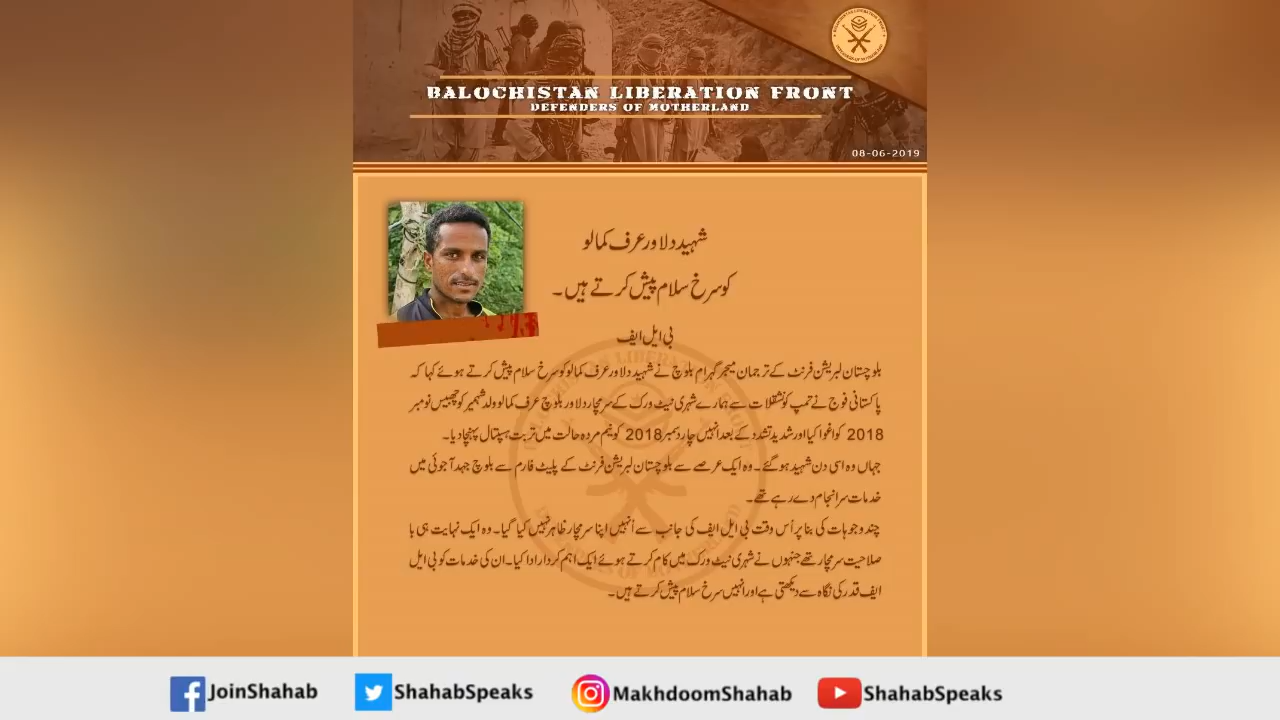 BALOCHISTAN LIBERATION FRONT
DEFENDERS OF MOTHERLAND
08-06-2019
شہید دلاور عرف کمالو
کو سرخ سلام پیش کرتے ہیں ۔
بی ایل ایف
بلوچستان لبریشن فرنٹ کے ترجمان میجر گہرام بلوچ نے شہید دلاور عرف کمالو کو سرخ سلام پیش کرتے ہوئے کہا کہ
پاکستانی فوج نے تمپ کونشقلات سے ہمارے شہری نیٹ ورک کے سرمچار دلاور بلوچ عرف کمالو ولد شہمیر کو چھبیس نومبر
2018 کو اغوا کیا اور شدید تشدد کے بعد انہیں چار دسمبر 2018 کو نیم مردہ حالت میں تربت ہسپتال پہنچا دیا۔
جہاں وہ اسی دن شہید ہو گئے ۔ وہ ایک عرصے سے بلوچستان لبریشن فرنٹ کے پلیٹ فارم سے بلوچ جہد آجوئی میں
خدمات سرانجام دے رہے تھے ۔
چند وجوہات کی بنا پر اُس وقت بی ایل ایف کی جانب سے اُنہیں اپنا سرمچار ظاہر نہیں کیا گیا۔ وہ ایک نہایت ہی با
صلاحیت سرمچار تھے جنہوں نے شہری نیٹ ورک میں کام کرتے ہوئے ایک اہم کردار ادا کیا۔ ان کی خدمات کو بی ایل
ایف قدر کی نگاہ سے دیکھتی ہے اور انہیں سرخ سلام پیش کرتے ہیں ۔
JoinShahab
ShahabSpeaks
MakhdoomShahab
ShahabSpeaks